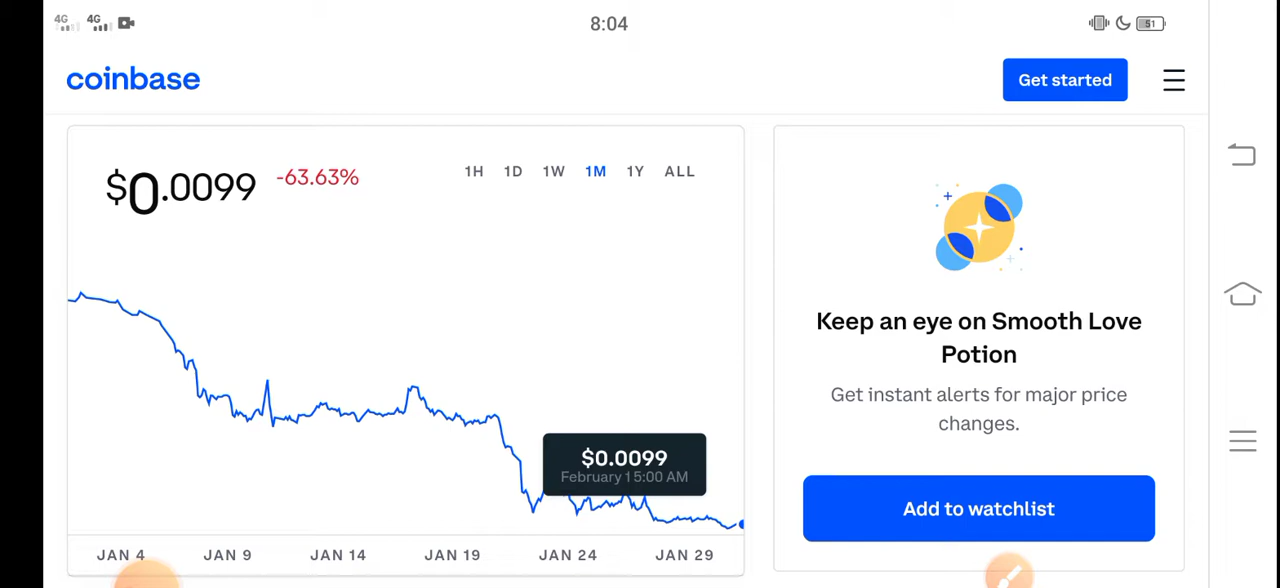 4G 4G 8:04 51
coinbase Get started
$0.0099 -63.63% 1H 1D 1W 1M 1Y ALL
$0.0099
February 1 5:00 AM
JAN 4 JAN 9 JAN 14 JAN 19 JAN 24 JAN 29
Keep an eye on Smooth Love
Potion
Get instant alerts for major price
changes.
Add to watchlist